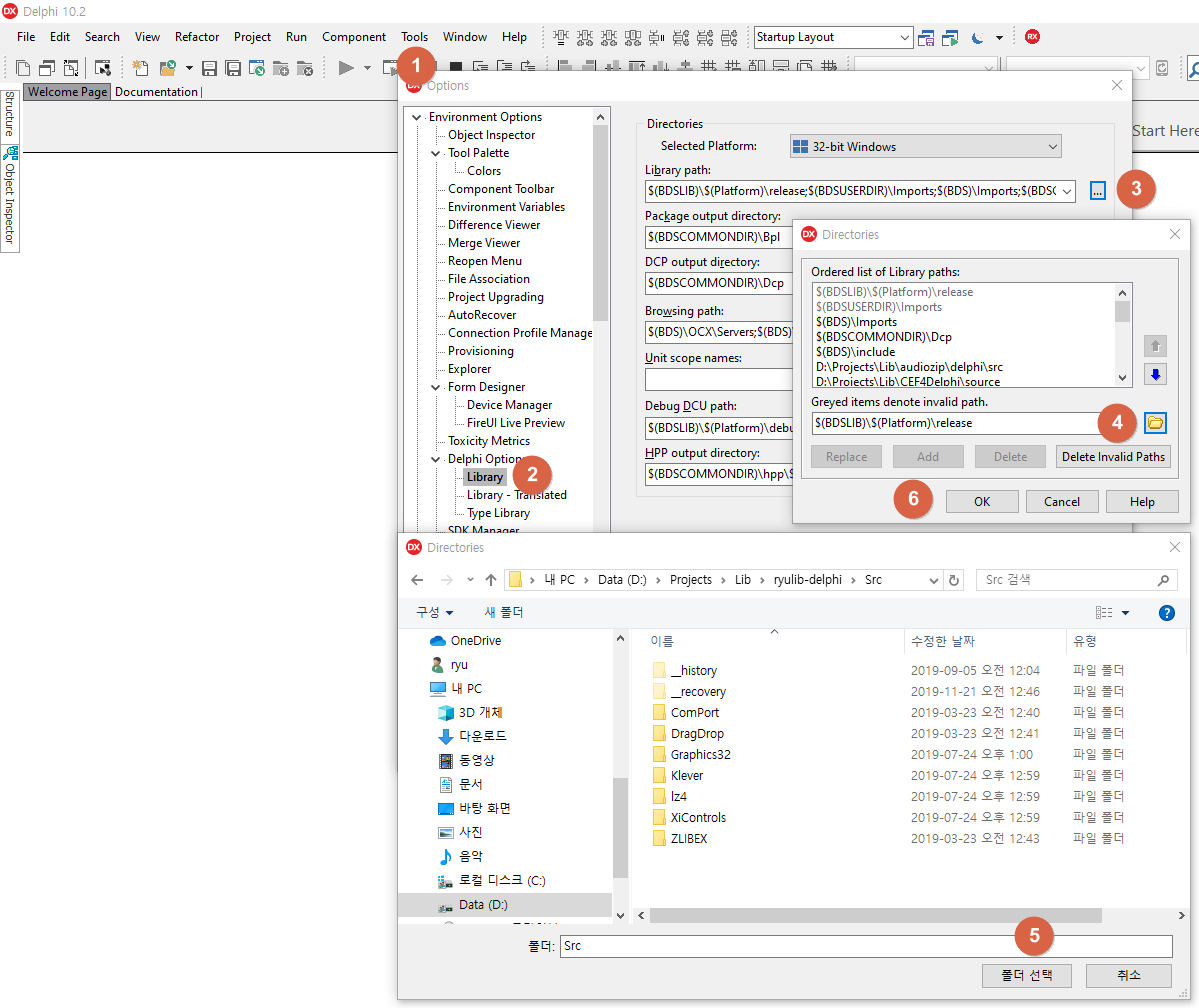 DX Delphi 10.2
File Edit Search View Refactor Project Run Component Tools Window Help Startup Layout RX
1
Welcome Page Documentation
Structure
Object Inspector
Start Here
DX Options
Environment Options
Object Inspector
Tool Palette
Colors
Component Toolbar
Environment Variables
Difference Viewer
Merge Viewer
Reopen Menu
File Association
Project Upgrading
AutoRecover
Connection Profile Manage
Provisioning
Explorer
Form Designer
Device Manager
FireUI Live Preview
Toxicity Metrics
Delphi Options
Library
2
Library - Translated
Type Library
SDK Manager
Directories
Selected Platform: 32-bit Windows
Library path:
$(BDSLIB)\$(Platform)\release;$(BDSUSERDIR)\Imports;$(BDS)\Imports;$(BDSC ...
3
Package output directory:
$(BDSCOMMONDIR)\Bpl
DCP output directory:
$(BDSCOMMONDIR)\Dcp
Browsing path:
$(BDS)\OCX\Servers;$(BDS)\
Unit scope names:
Debug DCU path:
$(BDSLIB)\$(Platform)\debu
HPP output directory:
$(BDSCOMMONDIR)\hpp\$
DX Directories
Ordered list of Library paths:
$(BDSLIB)\$(Platform)\release
$(BDSUSERDIR)\Imports
$(BDS)\Imports
$(BDSCOMMONDIR)\Dcp
$(BDS)\include
D:\Projects\Lib\audiozip\delphi\src
D:\Projects\Lib\CEF4Delphi\source
Greyed items denote invalid path.
$(BDSLIB)\$(Platform)\release
4
Replace Add Delete Delete Invalid Paths
6
OK Cancel Help
DX Directories
내 PC › Data (D:) › Projects › Lib › ryulib-delphi › Src
Src 검색
구성 새 폴더
OneDrive
ryu
내 PC
3D 개체
다운로드
동영상
문서
바탕 화면
사진
음악
로컬 디스크 (C:)
Data (D:)
이름 수정한 날짜 유형
__history 2019-09-05 오전 12:04 파일 폴더
__recovery 2019-11-21 오전 12:46 파일 폴더
ComPort 2019-03-23 오전 12:40 파일 폴더
DragDrop 2019-03-23 오전 12:41 파일 폴더
Graphics32 2019-07-24 오후 1:00 파일 폴더
Klever 2019-07-24 오후 12:59 파일 폴더
lz4 2019-07-24 오후 12:59 파일 폴더
XiControls 2019-07-24 오후 12:59 파일 폴더
ZLIBEX 2019-03-23 오전 12:43 파일 폴더
폴더: Src
5
폴더 선택 취소